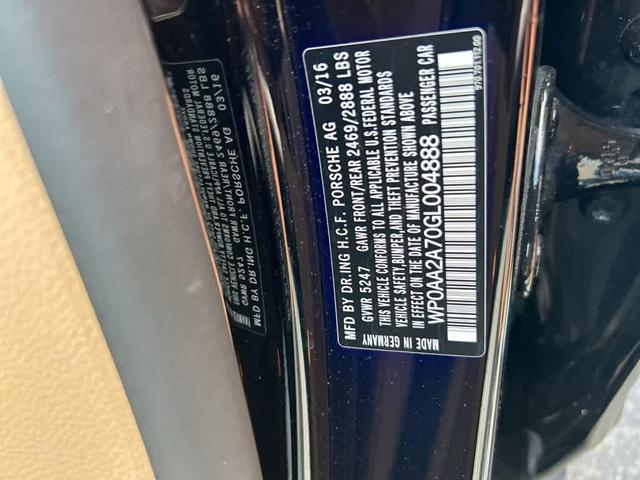 MFD BY DR.ING H.C.F. PORSCHE AG 03/16
GVWR 5247 GAWR FRONT/REAR 2469/2888 LBS
THIS VEHICLE CONFORMS TO ALL APPLICABLE U.S.FEDERAL MOTOR
VEHICLE SAFETY,BUMPER,AND THEFT PREVENTION STANDARDS
IN EFFECT ON THE DATE OF MANUFACTURE SHOWN ABOVE
WP0AA2A70GL004888 PASSENGER CAR
MADE IN GERMANY